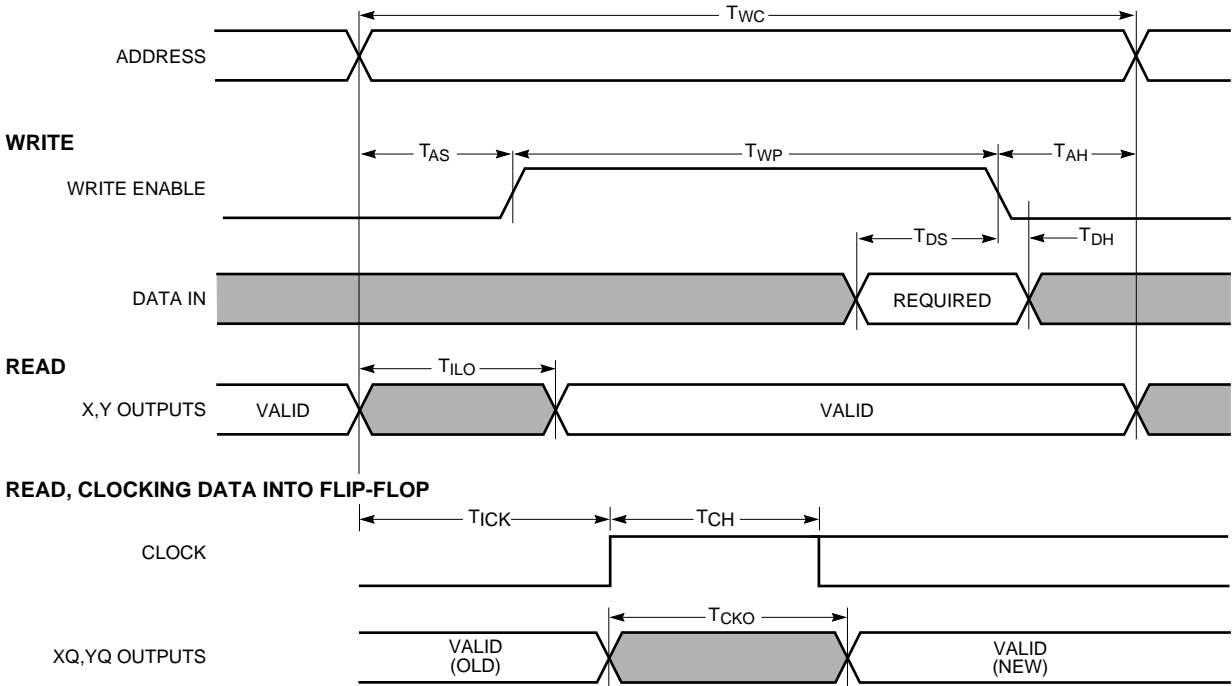 TWC
ADDRESS
WRITE
TAS
TWP
TAH
WRITE ENABLE
TDS
TDH
DATA IN
REQUIRED
READ
TILO
X,Y OUTPUTS
VALID
VALID
READ, CLOCKING DATA INTO FLIP-FLOP
TICK
TCH
CLOCK
TCKO
XQ,YQ OUTPUTS
VALID
(OLD)
VALID
(NEW)